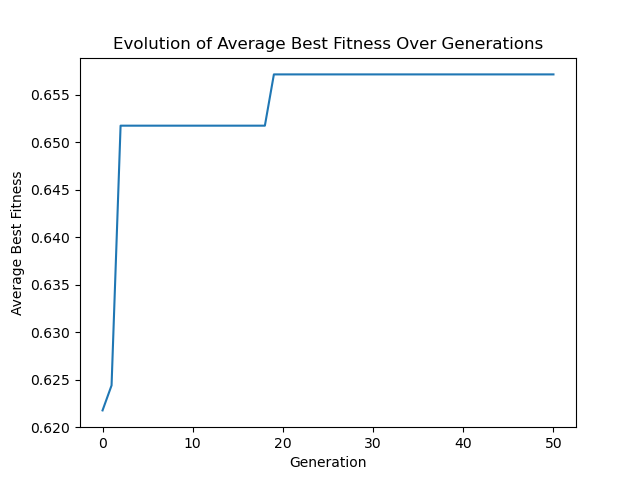 Evolution of Average Best Fitness Over Generations
0.655
0.650
0.645
0.640
0.635
0.630
0.625
0.620
Average Best Fitness
0 10 20 30 40 50
Generation